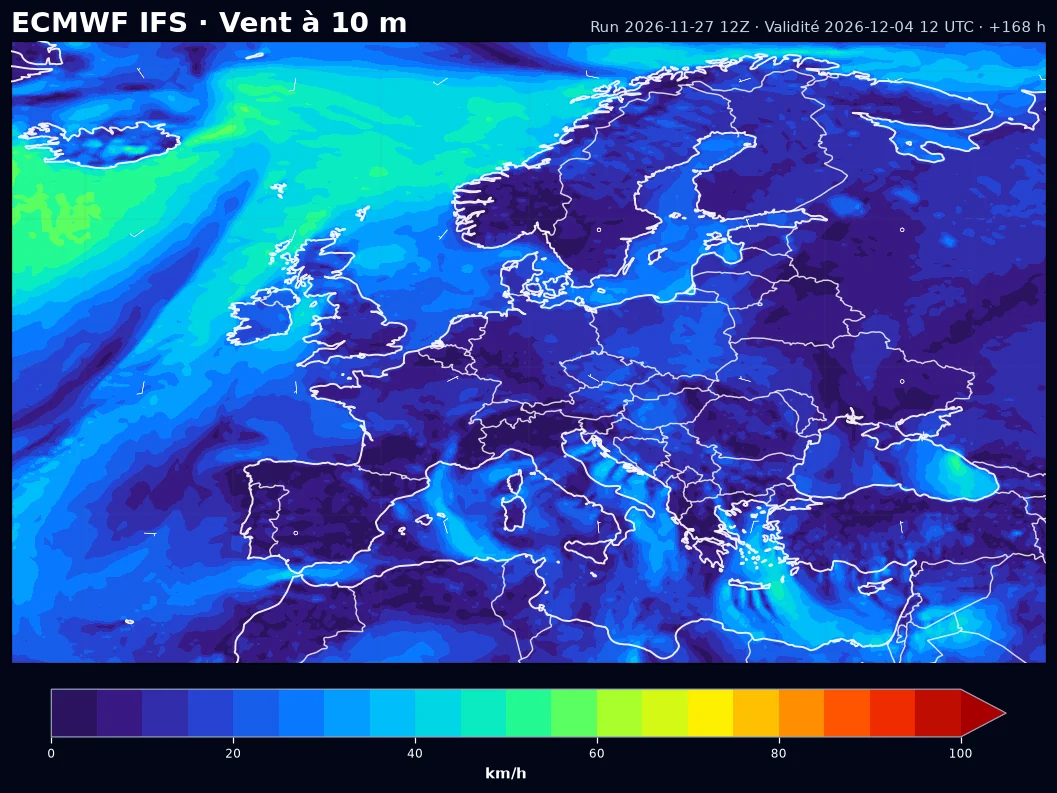 ECMWF IFS · Vent à 10 m
Run 2026-11-27 12Z · Validité 2026-12-04 12 UTC · +168 h
0 20 40 60 80 100
km/h